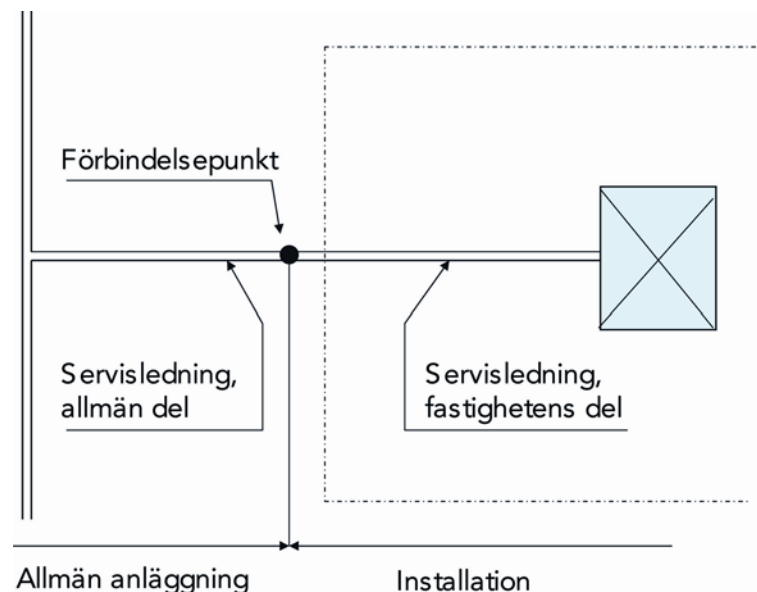 Förbindelsepunkt
Servisledning,
allmän del
Servisledning,
fastighetens del
Allmän anläggning
Installation